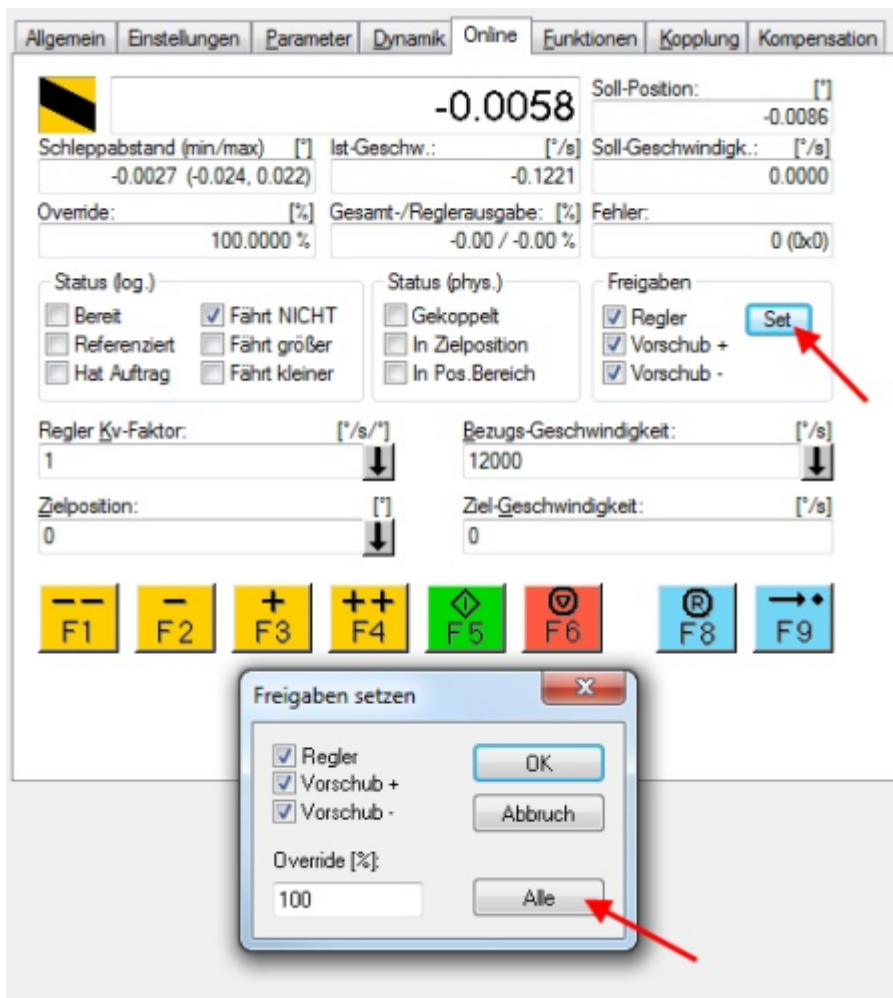 Allgemein Einstellungen Parameter Dynamik Online Funktionen Kopplung Kompensation
-0.0058
Soll-Position: [°]
-0.0086
Schleppabstand (min/max) [°] Ist-Geschw.: [°/s] Soll-Geschwindigk.: [°/s]
-0.0027 (-0.024, 0.022) -0.1221 0.0000
Override: [%] Gesamt-/Reglerausgabe: [%] Fehler:
100.0000 % -0.00 / -0.00 % 0 (0x0)
Status (log.) Status (phys.) Freigaben
Bereit Fährt NICHT Gekoppelt Regler Set
Referenziert Fährt größer In Zielposition Vorschub +
Hat Auftrag Fährt kleiner In Pos.Bereich Vorschub -
Regler Kv-Faktor: [°/s/°] Bezugs-Geschwindigkeit: [°/s]
1 12000
Zielposition: [°] Ziel-Geschwindigkeit: [°/s]
0 0
-- - + ++ R
F1 F2 F3 F4 F5 F6 F8 F9
Freigaben setzen
Regler OK
Vorschub +
Vorschub - Abbruch
Override [%]:
100 Alle